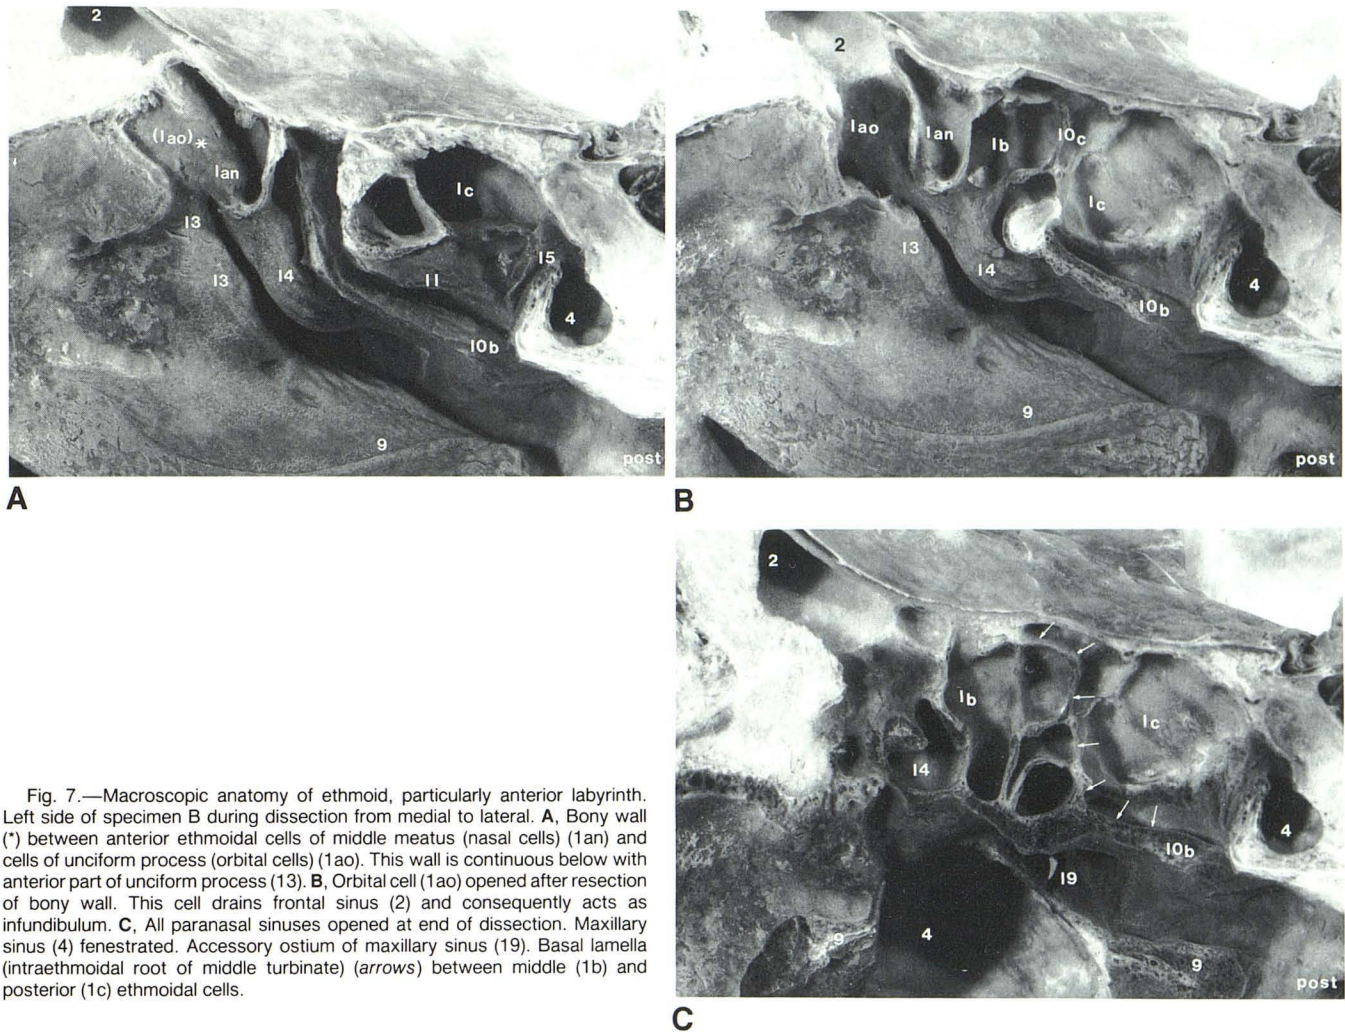 2
(1ao)*
1an
1c
13
13
14
11
15
4
10b
9
post
A
2
1ao
1an
1b
10c
1c
13
14
4
10b
9
post
B
2
1b
1c
14
4
10b
19
4
9
9
post
C
Fig. 7.—Macroscopic anatomy of ethmoid, particularly anterior labyrinth.
Left side of specimen B during dissection from medial to lateral. A, Bony wall
(*) between anterior ethmoidal cells of middle meatus (nasal cells) (1an) and
cells of unciform process (orbital cells) (1ao). This wall is continuous below with
anterior part of unciform process (13). B, Orbital cell (1ao) opened after resection
of bony wall. This cell drains frontal sinus (2) and consequently acts as
infundibulum. C, All paranasal sinuses opened at end of dissection. Maxillary
sinus (4) fenestrated. Accessory ostium of maxillary sinus (19). Basal lamella
(intraethmoidal root of middle turbinate) (arrows) between middle (1b) and
posterior (1c) ethmoidal cells.